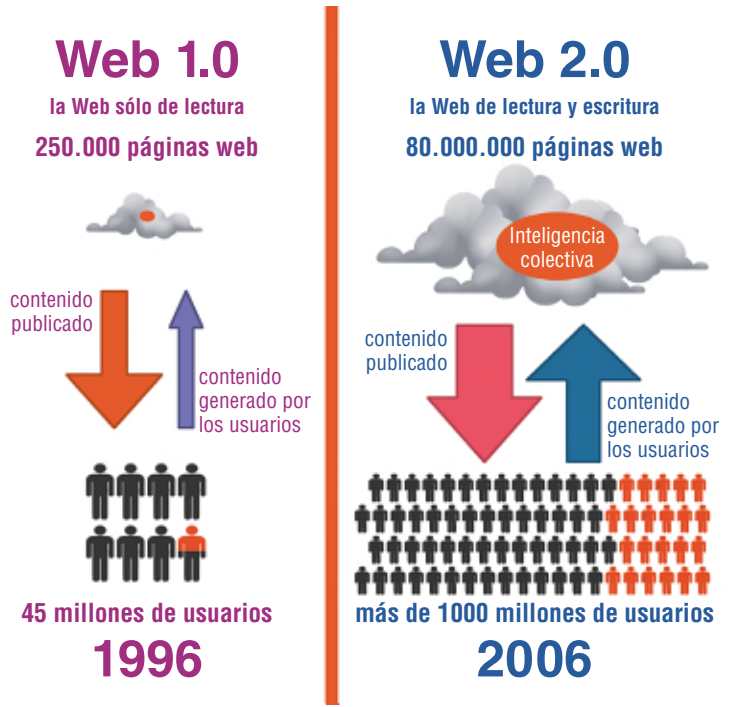 Web 1.0
la Web sólo de lectura
250.000 páginas web
contenido
publicado
contenido
generado por
los usuarios
45 millones de usuarios
1996
Web 2.0
la Web de lectura y escritura
80.000.000 páginas web
Inteligencia
colectiva
contenido
publicado
contenido
generado por
los usuarios
más de 1000 millones de usuarios
2006